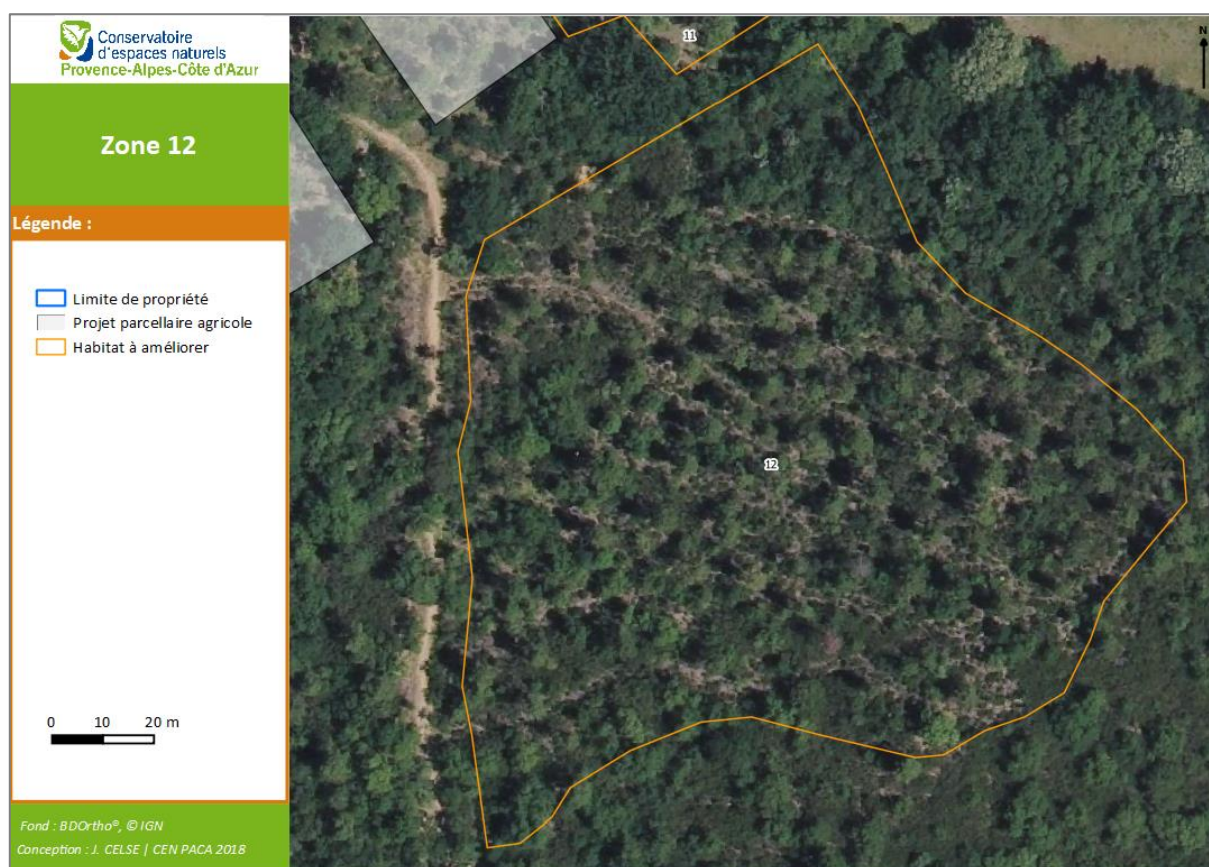 Conservatoire
d'espaces naturels
Provence-Alpes-Côte d'Azur
Zone 12
Légende :
Limite de propriété
Projet parcellaire agricole
Habitat à améliorer
0 10 20 m
Fond : BDOrtho®, © IGN
Conception : J. CELSE | CEN PACA 2018
11
N
12